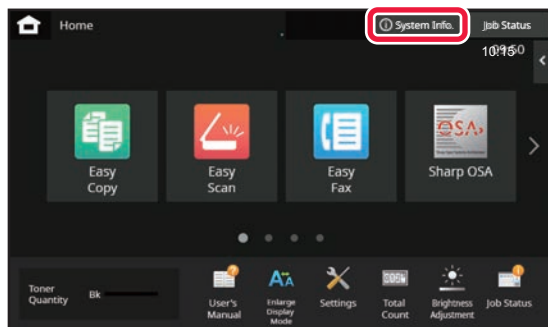 Home
System Info.
Job Status
Easy
Copy
Easy
Scan
Easy
Fax
OSA
Sharp OSA
Toner
Quantity
Bk
User's
Manual
Enlarge
Display
Mode
Settings
Total
Count
Brightness
Adjustment
Job Status